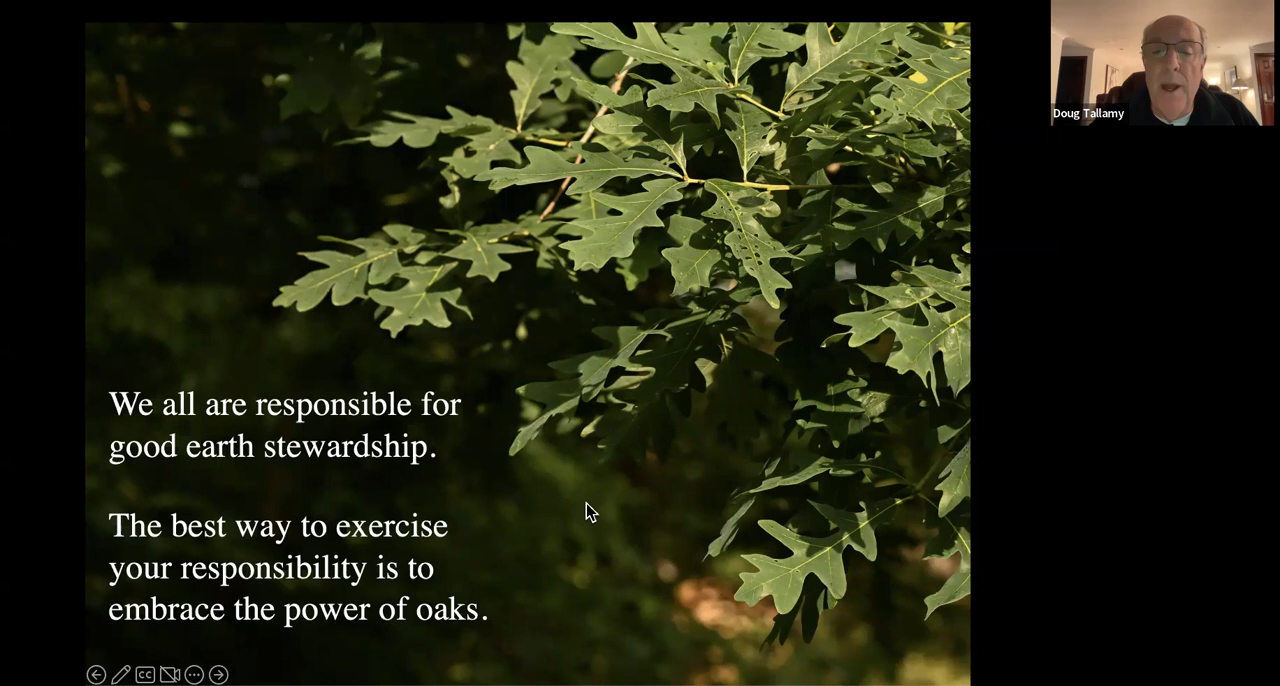 Doug Tallamy
We all are responsible for
good earth stewardship.
The best way to exercise
your responsibility is to
embrace the power of oaks.
CC